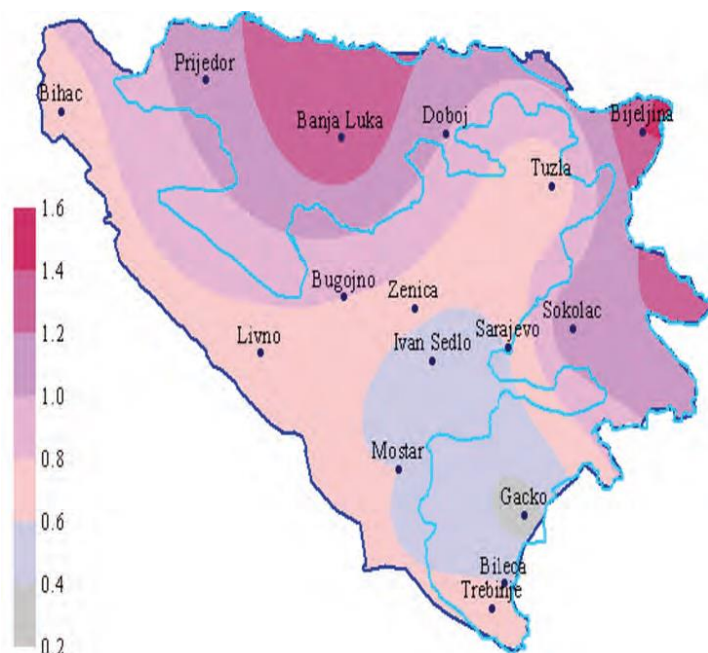 Prijedor
Bihac
Banja Luka
Doboj
Bijeljina
Tuzla
1.6
1.4
1.2
1.0
0.8
0.6
0.4
0.2
Bugojno
Zenica
Livno
Ivan Sedlo
Sarajevo
Sokolac
Mostar
Gacko
Bileca
Trebinje